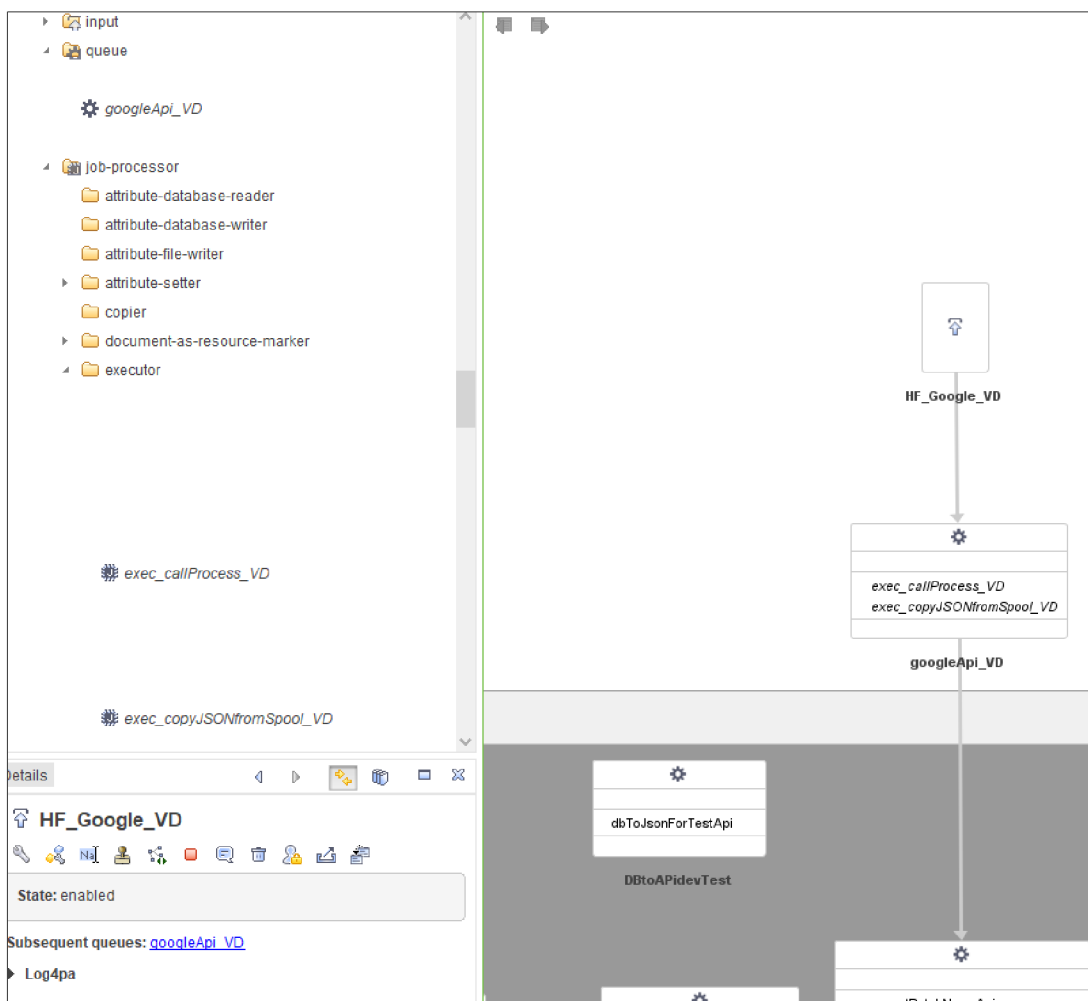 input
queue
googleApi_VD
job-processor
attribute-database-reader
attribute-database-writer
attribute-file-writer
attribute-setter
copier
document-as-resource-marker
executor
exec_callProcess_VD
exec_copyJSONfromSpool_VD
Details
HF_Google_VD
State: enabled
Subsequent queues: googleApi_VD
Log4pa
HF_Google_VD
exec_callProcess_VD
exec_copyJSONfromSpool_VD
googleApi_VD
dbToJsonForTestApi
DBtoAPidevTest